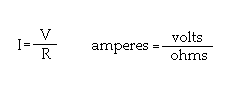 I = V/R
amperes = volts/ohms